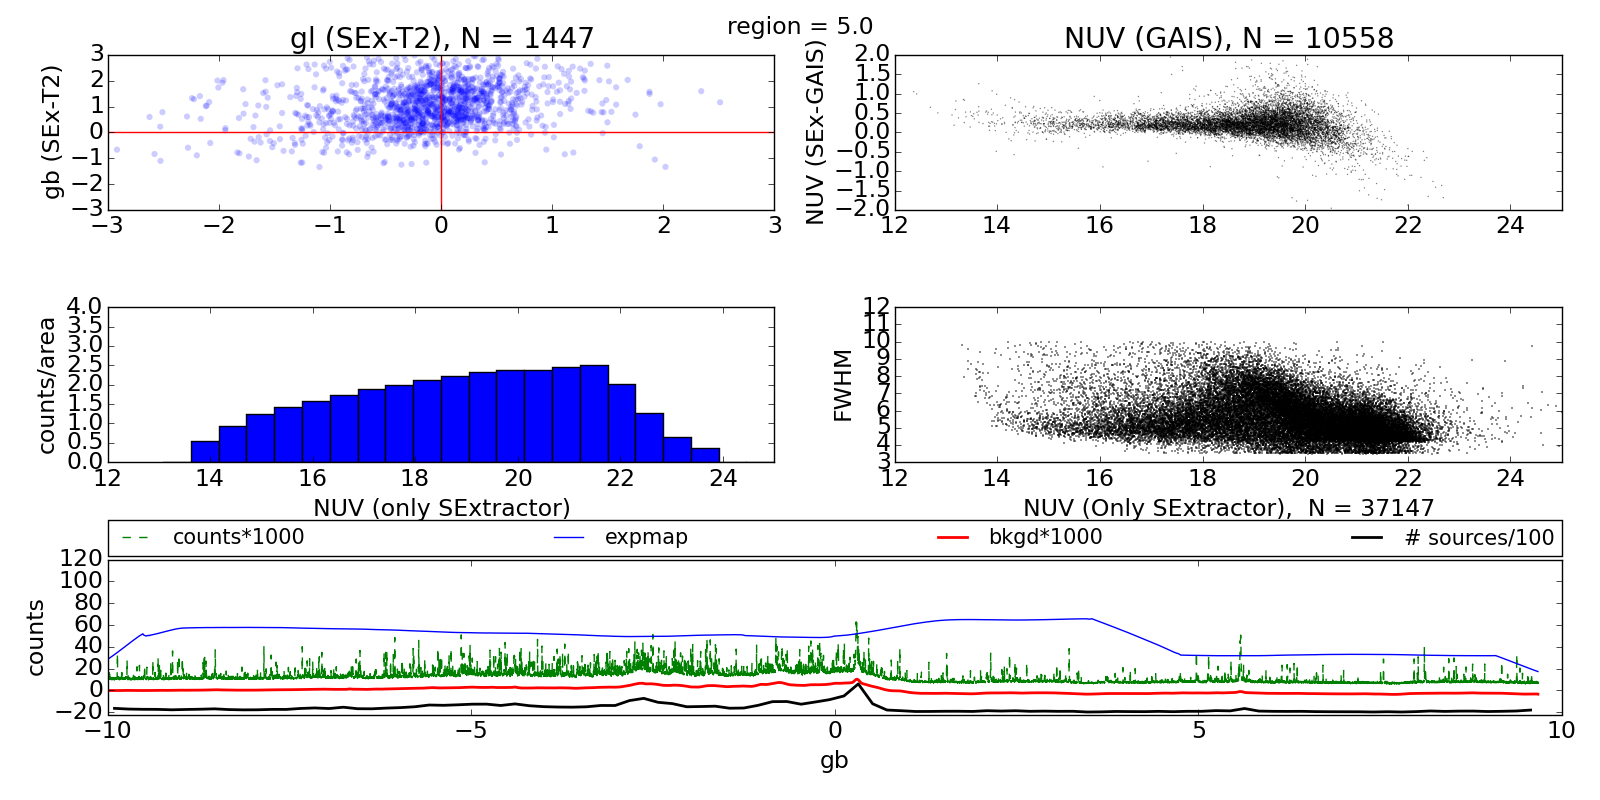 region = 5.0
gl (SEx-T2), N = 1447
gb (SEx-T2)
3
2
1
0
−1
−2
−3
−3 −2 −1 0 1 2 3
NUV (GAIS), N = 10558
NUV (SEx-GAIS)
2.0
1.5
1.0
0.5
0.0
−0.5
−1.0
−1.5
−2.0
12 14 16 18 20 22 24
counts/area
4.0
3.5
3.0
2.5
2.0
1.5
1.0
0.5
0.0
12 14 16 18 20 22 24
NUV (only SExtractor)
FWHM
12
11
10
9
8
7
6
5
4
3
12 14 16 18 20 22 24
NUV (Only SExtractor), N = 37147
counts*1000 expmap bkgd*1000 # sources/100
counts
120
100
80
60
40
20
0
−20
−10 −5 0 5 10
gb